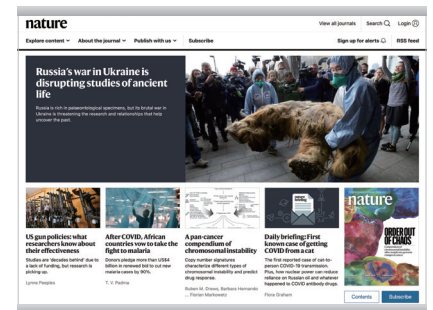 nature
View all journals
Search
Login
Explore content
About the journal
Publish with us
Subscribe
Sign up for alerts
RSS feed
Russia's war in Ukraine is
disrupting studies of ancient
life
Russia is rich in palaeontological specimens, but its brutal war in
Ukraine is threatening the research and relationships that help
uncover the past.
US gun policies: what
researchers know about
their effectiveness
Studies are 'decades behind' due to
a lack of funding, but research is
picking up.
Lynne Peeples
After COVID, African
countries vow to take the
fight to malaria
Donors pledge more than US$4
billion in renewed bid to cut new
malaria cases by 90%.
T. V. Padma
A pan-cancer
compendium of
chromosomal instability
Copy number signatures
characterize different types of
chromosomal instability and predict
drug response.
Ruben M. Drews, Barbara Hernando
... Florian Markowetz
Daily briefing: First
known case of getting
COVID from a cat
The first reported case of cat-to-
person COVID-19 transmission.
Plus, how nuclear power can reduce
reliance on Russian oil and whatever
happened to COVID antibody drugs.
Flora Graham
nature
briefing
nature
ORDER OUT
OF CHAOS
Contents
Subscribe